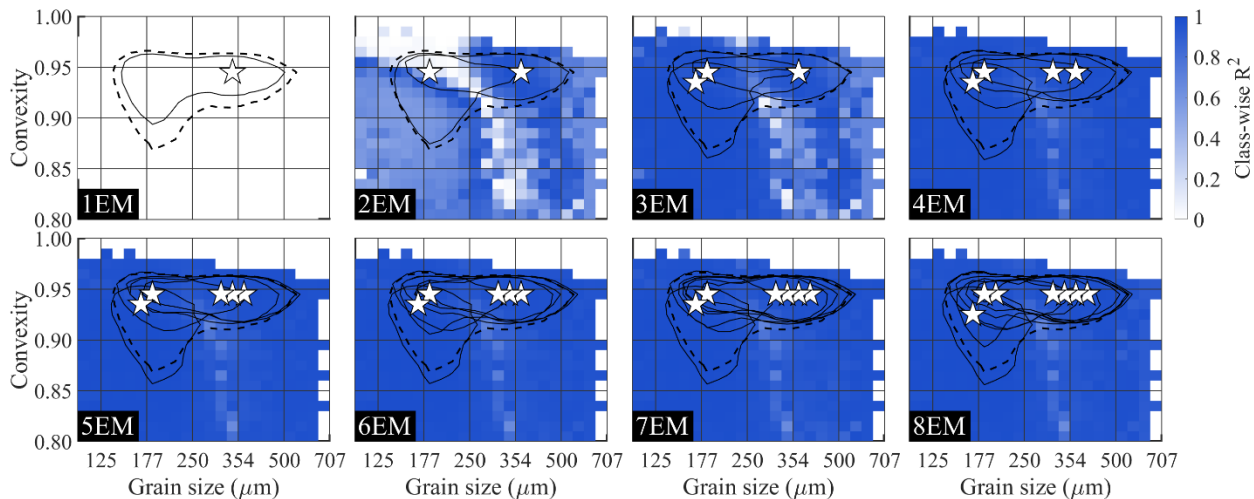 1.00
0.95
0.90
0.85
0.80
Convexity
1EM
2EM
3EM
4EM
1
0.8
0.6
0.4
0.2
0
Class-wise R²
1.00
0.95
0.90
0.85
0.80
Convexity
5EM
6EM
7EM
8EM
125 177 250 354 500 707
125 177 250 354 500 707
125 177 250 354 500 707
125 177 250 354 500 707
Grain size (μm)
Grain size (μm)
Grain size (μm)
Grain size (μm)